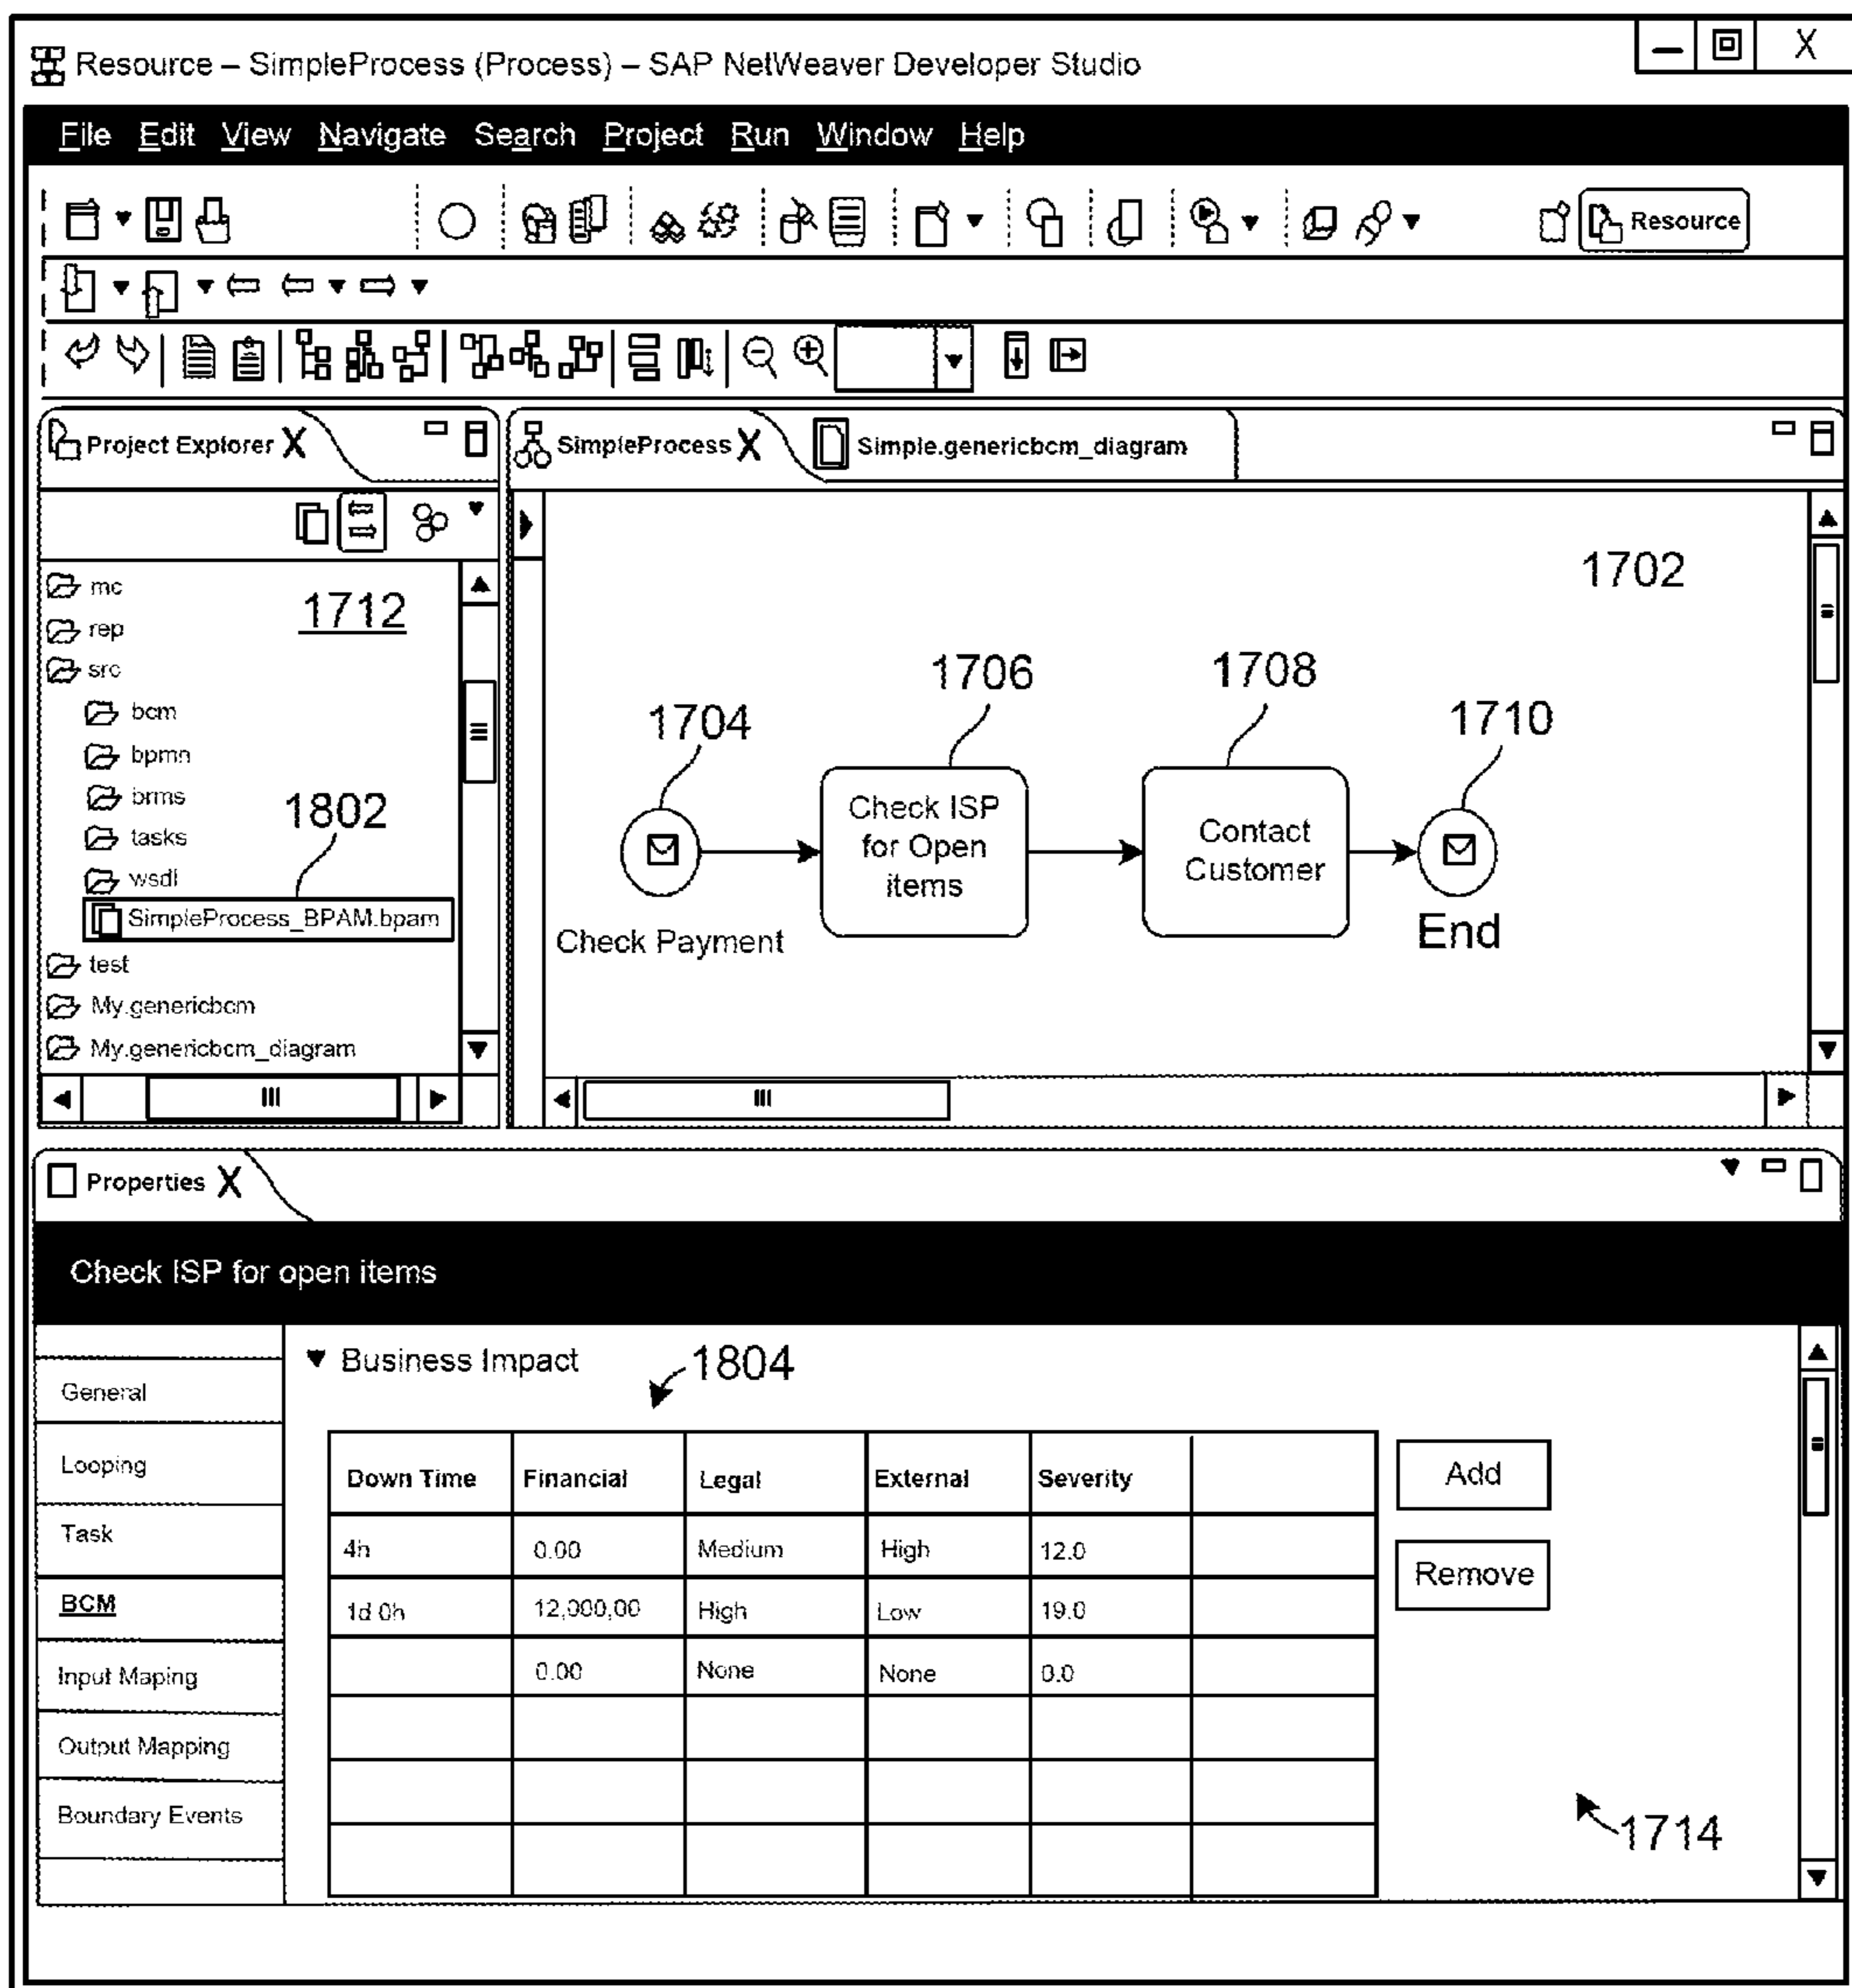 Resource – SimpleProcess (Process) – SAP NetWeaver Developer Studio
X
File Edit View Navigate Search Project Run Window Help
Resource
Project Explorer X
SimpleProcess X
Simple.genericbcm_diagram
mc
1712
rep
src
bcm
bpmn
brms
1802
tasks
wsdl
SimpleProcess_BPAM.bpam
test
My.genericbcm
My.genericbcm_diagram
1702
1704
1706
1708
1710
Check ISP
for Open
items
Contact
Customer
Check Payment
End
Properties X
Check ISP for open items
General
Looping
Task
BCM
Input Maping
Output Mapping
Boundary Events
Business Impact
1804
Down Time Financial Legal External Severity
4h 0.00 Medium High 12.0
1d 0h 12,000,00 High Low 19.0
0.00 None None 0.0
Add
Remove
1714